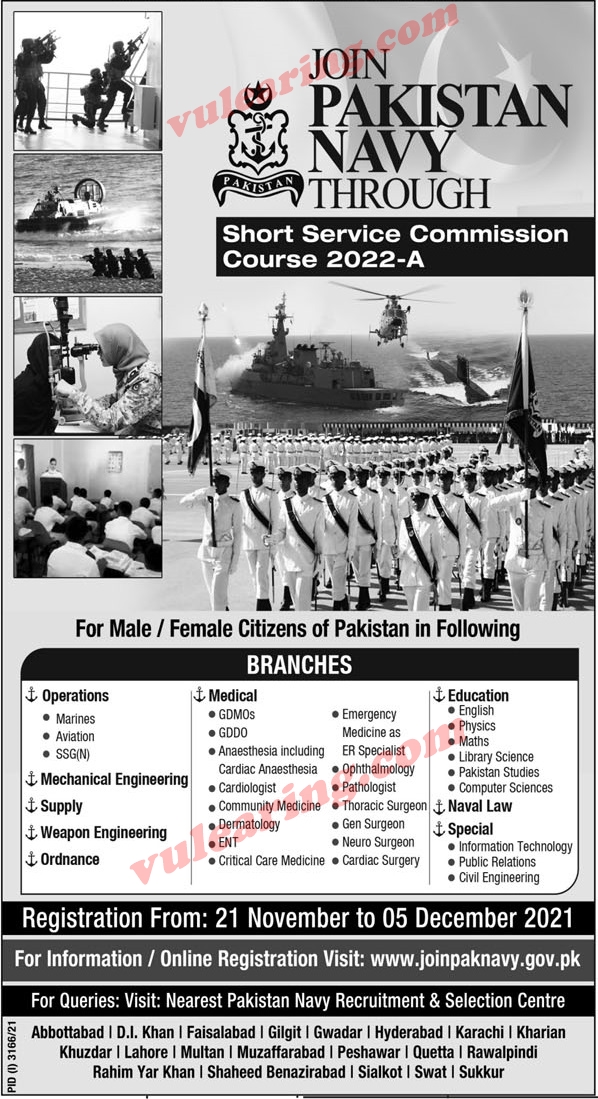 JOIN
PAKISTAN
NAVY
THROUGH
PAKISTAN
Short Service Commission
Course 2022-A
vulearing.com
For Male / Female Citizens of Pakistan in Following
BRANCHES
Operations
Marines
Aviation
SSG(N)
Mechanical Engineering
Supply
Weapon Engineering
Ordnance
Medical
GDMOs
GDDO
Anaesthesia including
Cardiac Anaesthesia
Cardiologist
Community Medicine
Dermatology
ENT
Critical Care Medicine
Emergency
Medicine as
ER Specialist
Ophthalmology
Pathologist
Thoracic Surgeon
Gen Surgeon
Neuro Surgeon
Cardiac Surgery
Education
English
Physics
Maths
Library Science
Pakistan Studies
Computer Sciences
Naval Law
Special
Information Technology
Public Relations
Civil Engineering
vulearing.com
Registration From: 21 November to 05 December 2021
For Information / Online Registration Visit: www.joinpaknavy.gov.pk
For Queries: Visit: Nearest Pakistan Navy Recruitment & Selection Centre
Abbottabad | D.I. Khan | Faisalabad | Gilgit | Gwadar | Hyderabad | Karachi | Kharian
Khuzdar | Lahore | Multan | Muzaffarabad | Peshawar | Quetta | Rawalpindi
Rahim Yar Khan | Shaheed Benazirabad | Sialkot | Swat | Sukkur
PID (I) 3166/21